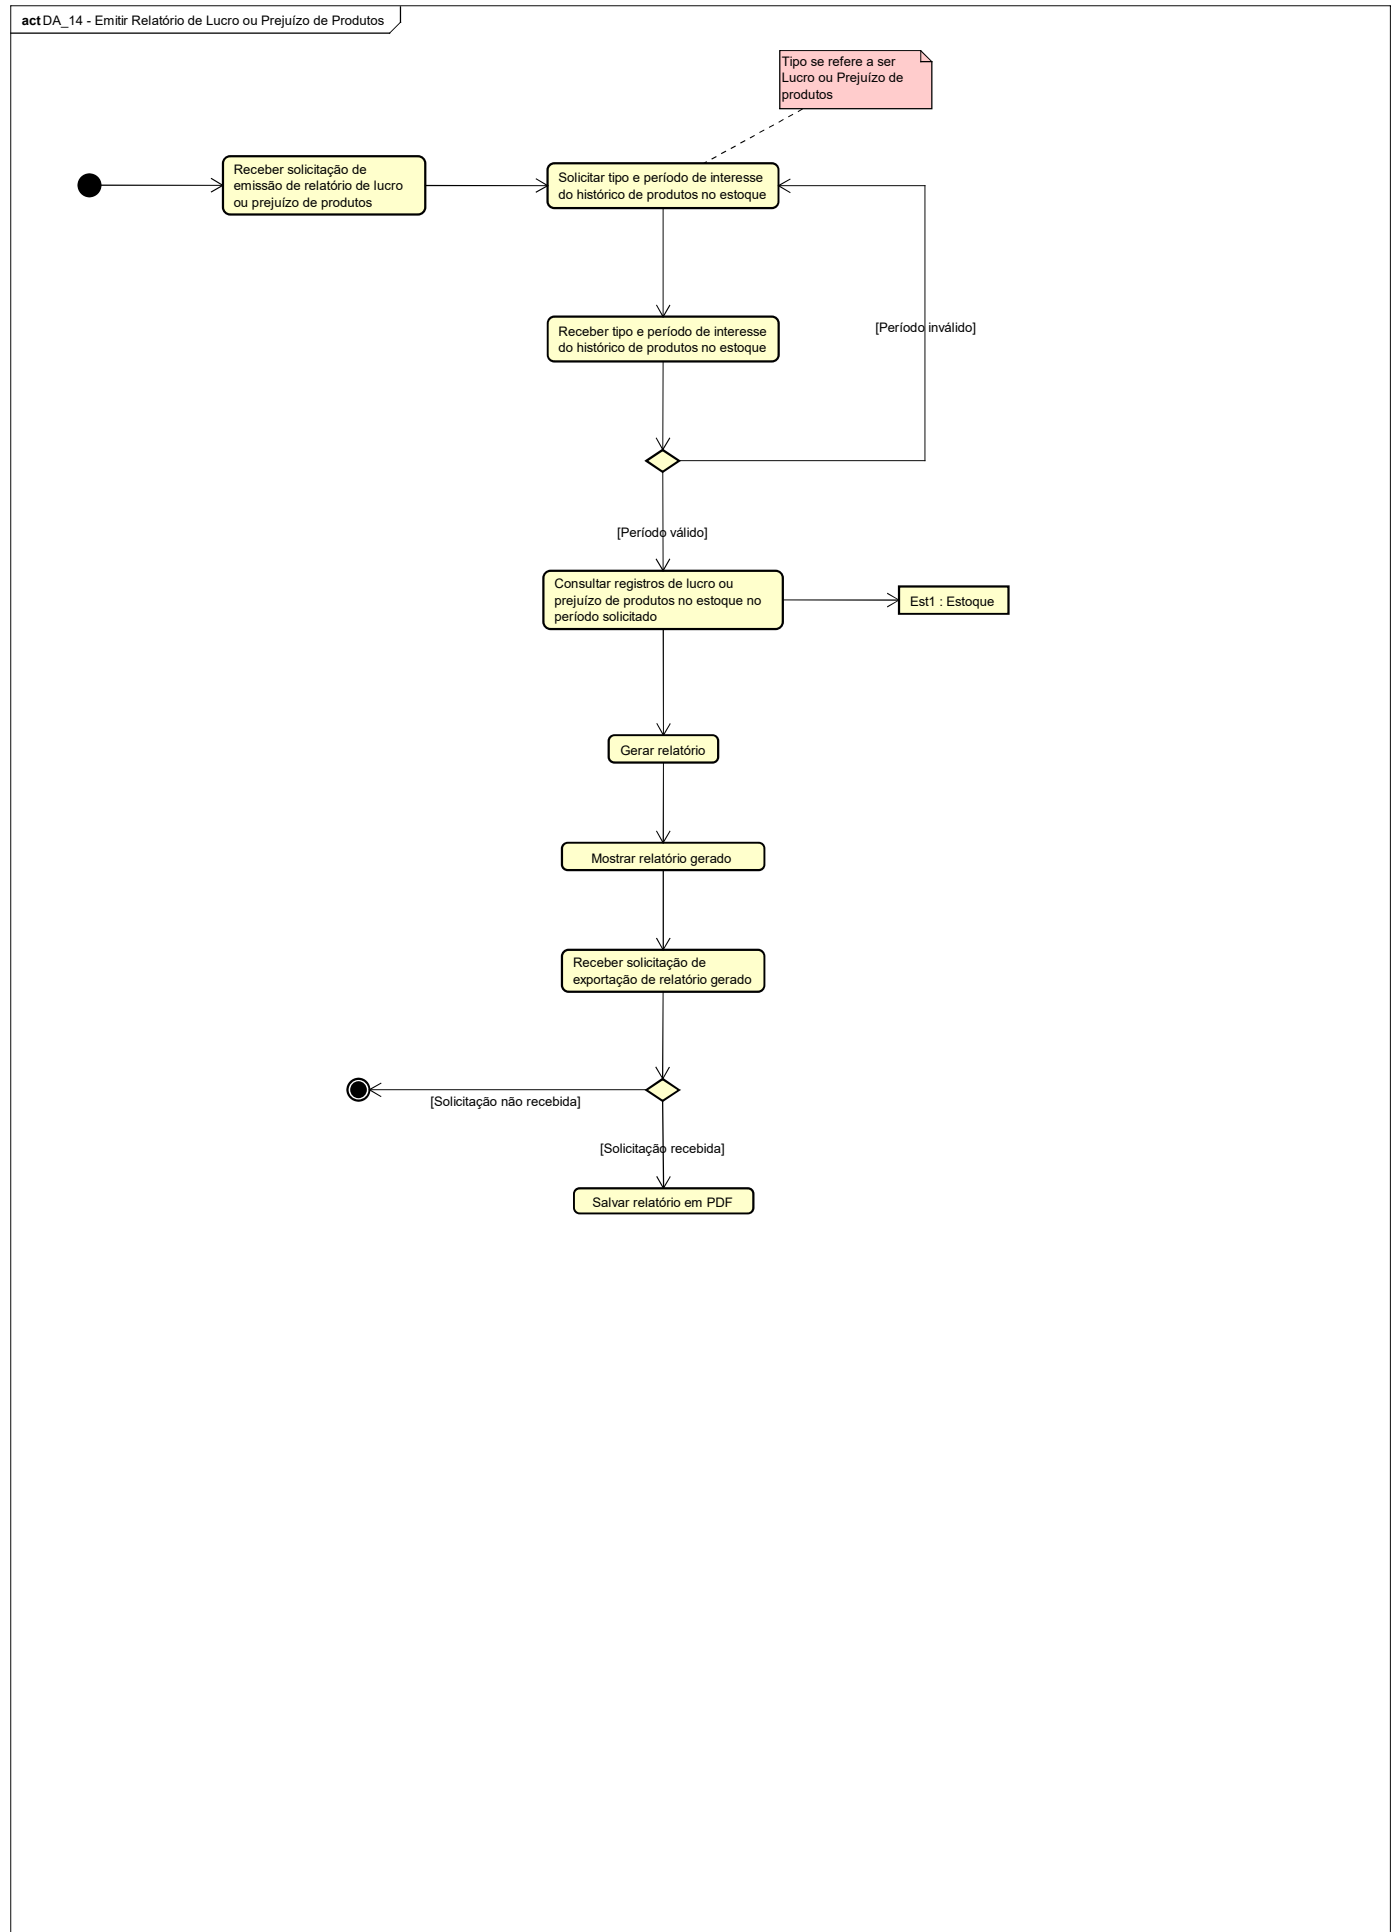 act DA_14 - Emitir Relatório de Lucro ou Prejuízo de Produtos
Tipo se refere a ser
Lucro ou Prejuízo de
produtos
Receber solicitação de
emissão de relatório de lucro
ou prejuízo de produtos
Solicitar tipo e período de interesse
do histórico de produtos no estoque
[Período inválido]
Receber tipo e período de interesse
do histórico de produtos no estoque
[Período válido]
Consultar registros de lucro ou
prejuízo de produtos no estoque no
período solicitado
Est1 : Estoque
Gerar relatório
Mostrar relatório gerado
Receber solicitação de
exportação de relatório gerado
[Solicitação não recebida]
[Solicitação recebida]
Salvar relatório em PDF